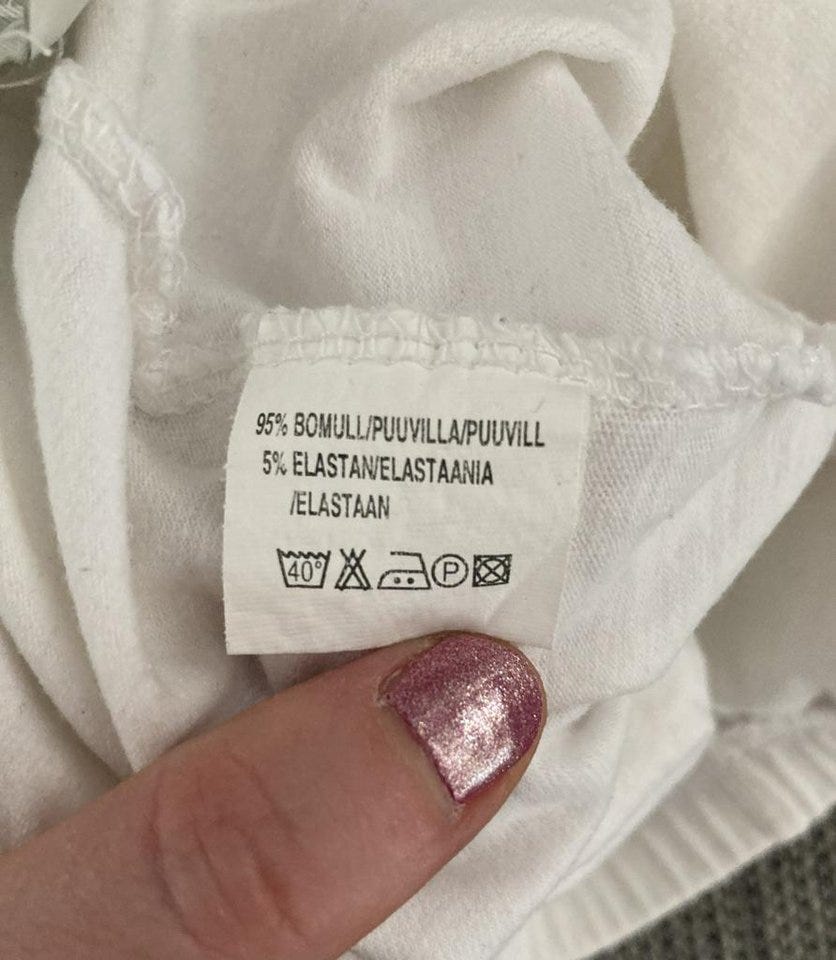 95% BOMULL/PUUVILLA/PUUVILL
5% ELASTAN/ELASTAANIA
/ELASTAAN
40° P